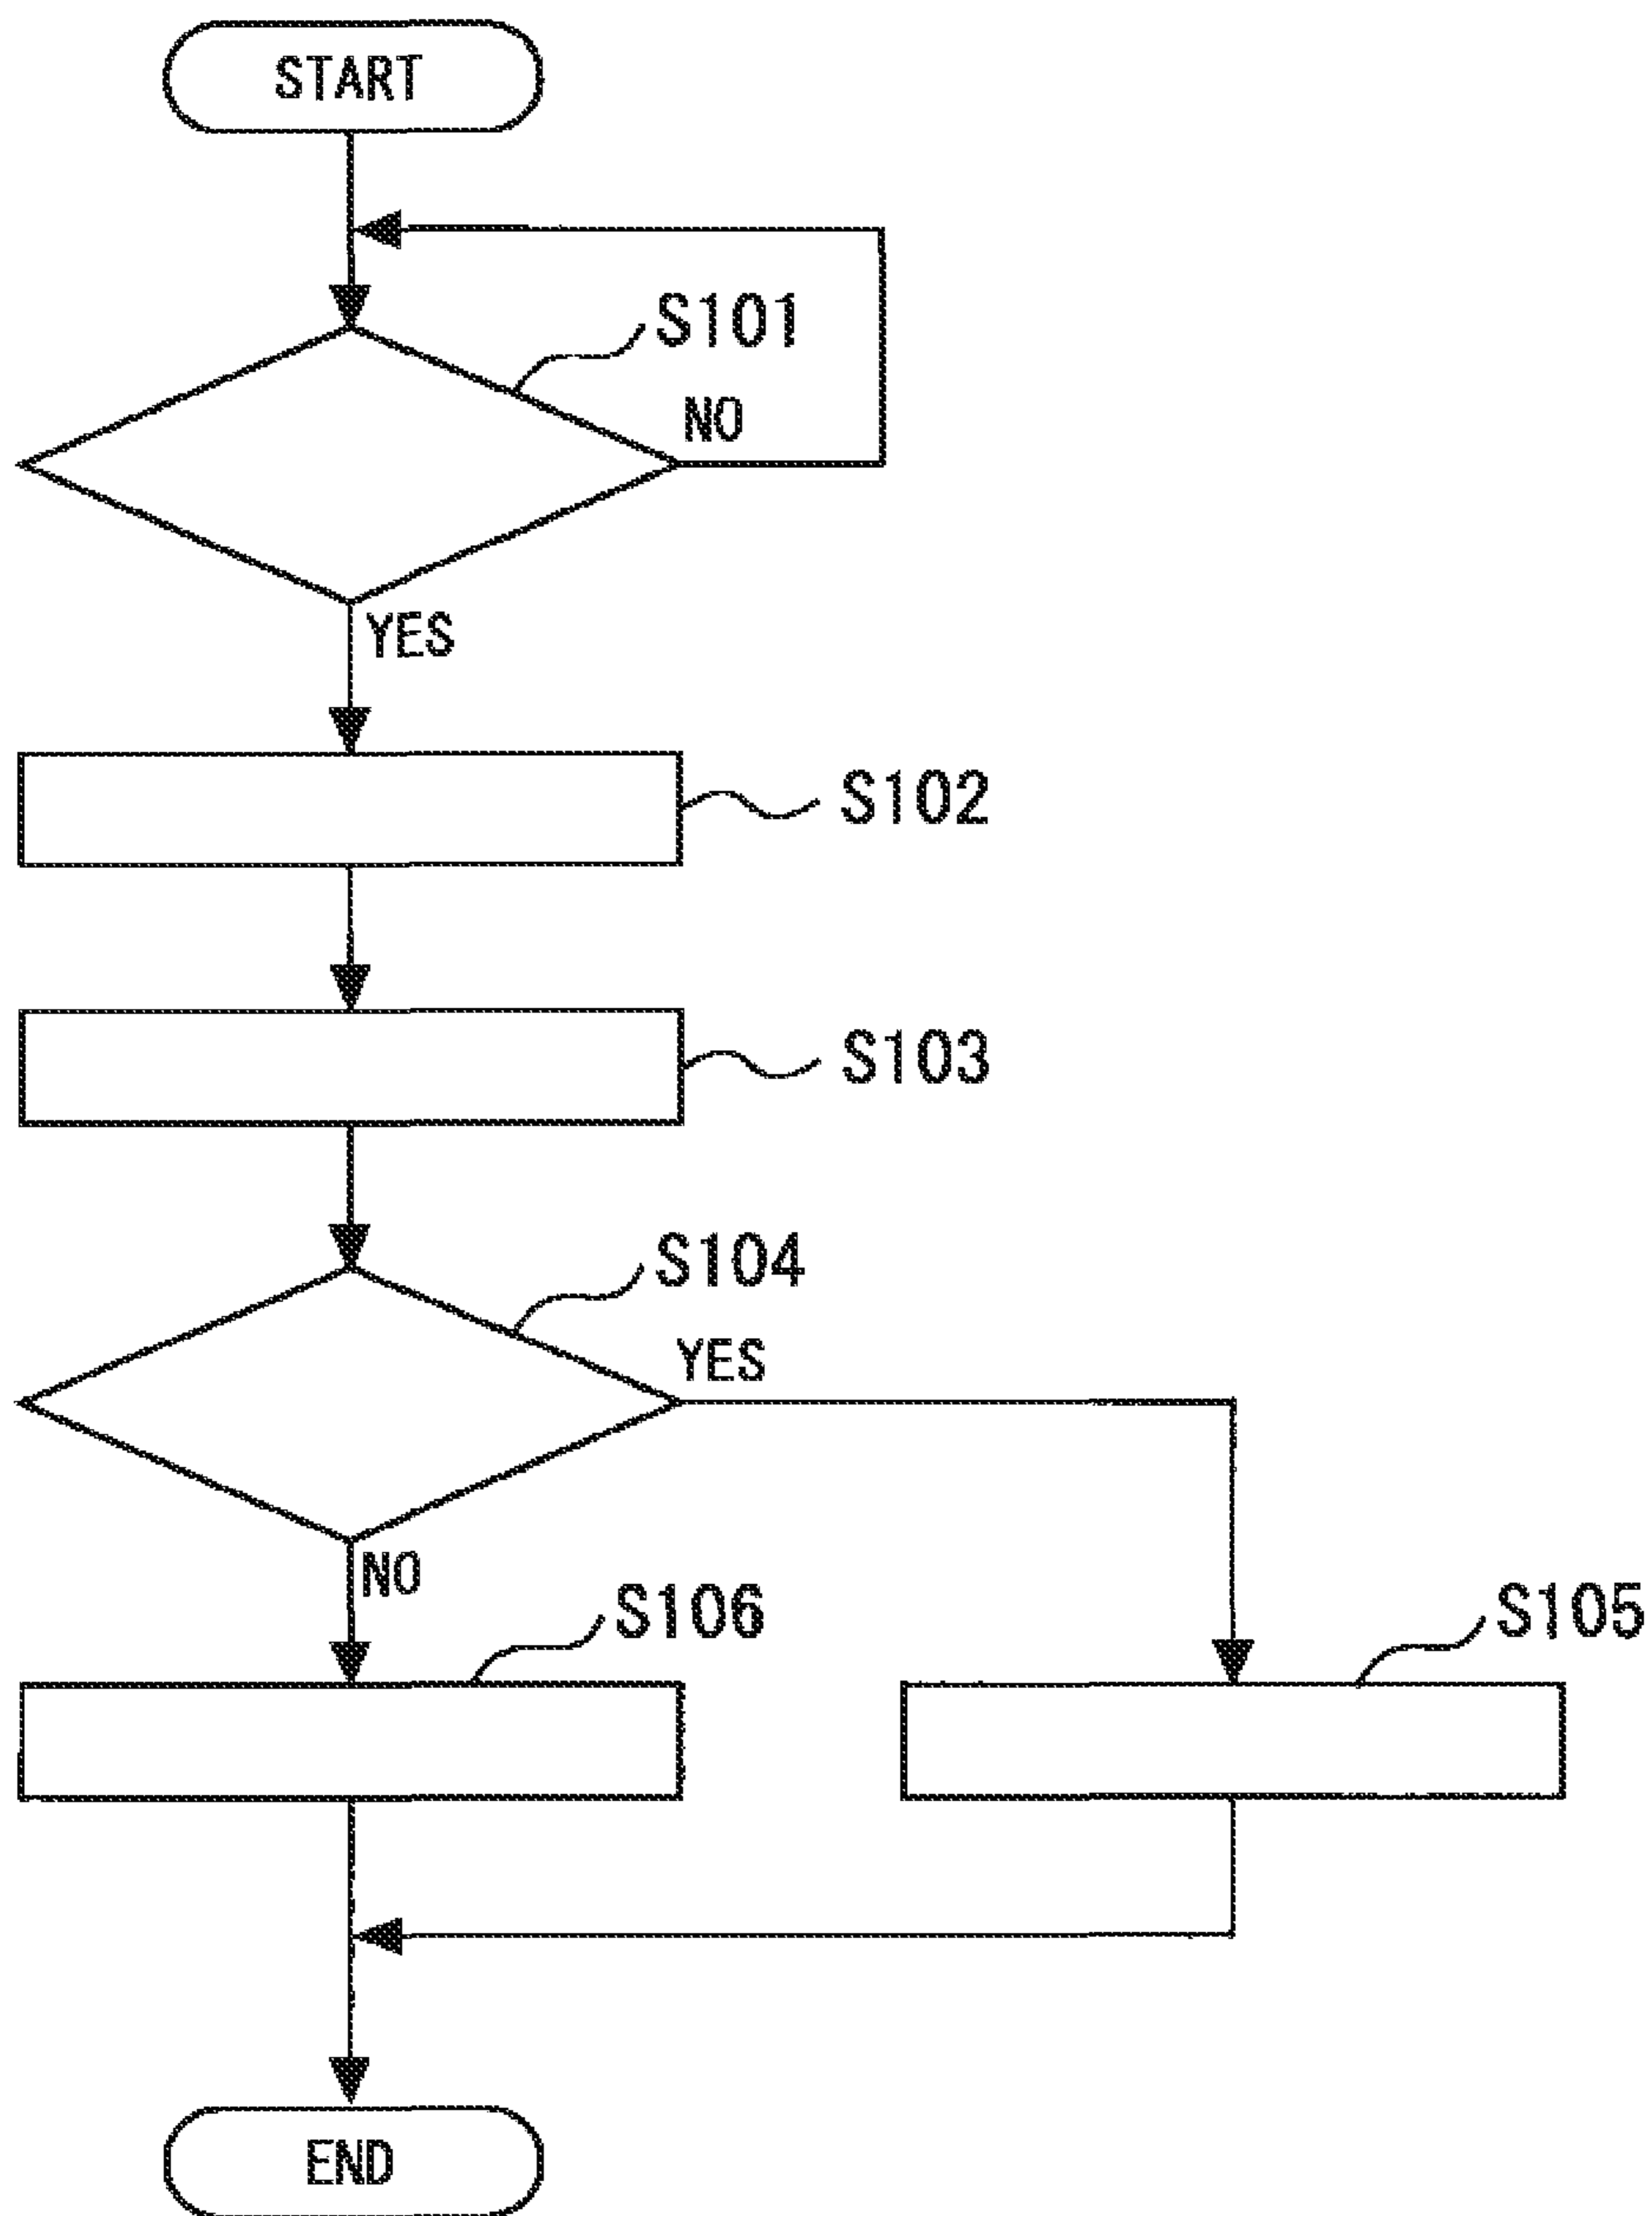 START
S101
NO
YES
S102
S103
S104
YES
NO
S106
S105
END